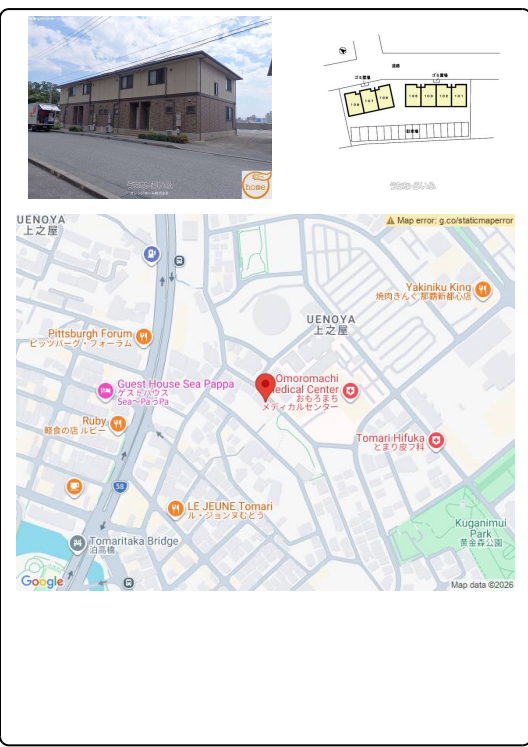 home
道路
ゴミ置場
ゴミ置場
駐車場
UENOYA
上之屋
Map error: g.co/staticmaperror
Yakiniku King
焼肉きんぐ 那覇新都心店
UENOYA
上之屋
Pittsburgh Forum
ピッツバーグ・フォーラム
Omoromachi
Medical Center
おもろまち
メディカルセンター
Guest House Sea Pappa
ゲストハウス
Sea〜PaうPa
Ruby
軽食の店 ルビー
Tomari Hifuka
とまり皮フ科
58
LE JEUNE Tomari
ル・ジョンヌむとう
Kuganimui
Park
黄金森公園
Tomaritaka Bridge
泊高橋
Google
Map data ©2026